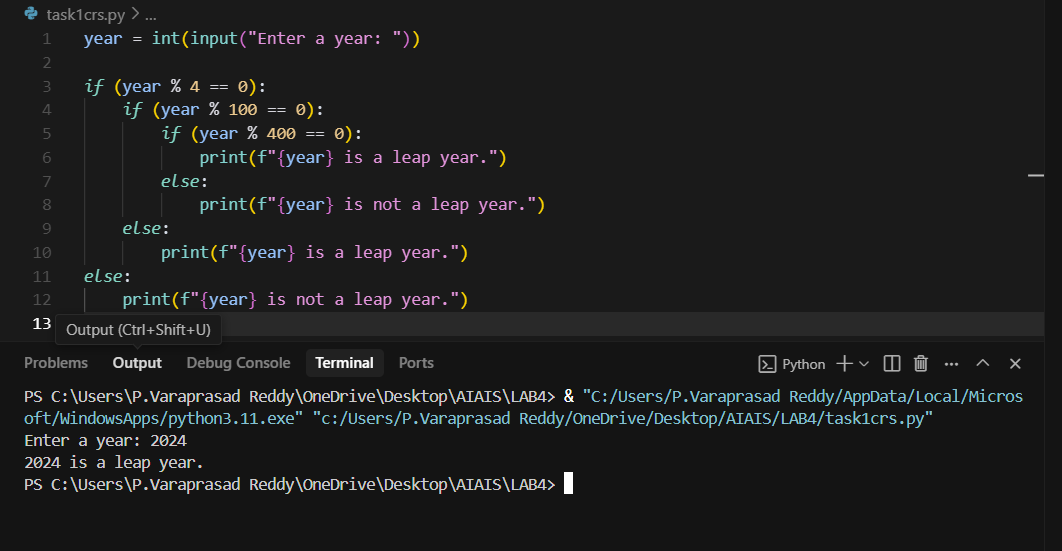 task1crs.py > ...
1 year = int(input("Enter a year: "))
2
3 if (year % 4 == 0):
4     if (year % 100 == 0):
5         if (year % 400 == 0):
6             print(f"{year} is a leap year.")
7         else:
8             print(f"{year} is not a leap year.")
9     else:
10         print(f"{year} is a leap year.")
11 else:
12     print(f"{year} is not a leap year.")
13
Output (Ctrl+Shift+U)
Problems Output Debug Console Terminal Ports Python
PS C:\Users\P.Varaprasad Reddy\OneDrive\Desktop\AIAIS\LAB4> & "C:/Users/P.Varaprasad Reddy/AppData/Local/Micros
oft/WindowsApps/python3.11.exe" "c:/Users/P.Varaprasad Reddy/OneDrive/Desktop/AIAIS/LAB4/task1crs.py"
Enter a year: 2024
2024 is a leap year.
PS C:\Users\P.Varaprasad Reddy\OneDrive\Desktop\AIAIS\LAB4>